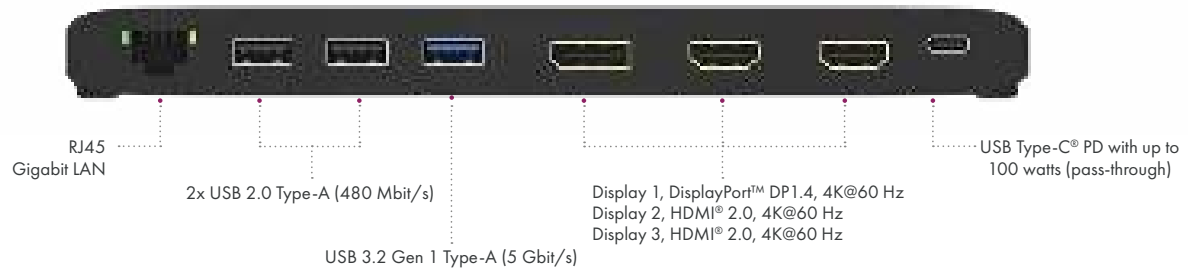 RJ45
Gigabit LAN
2x USB 2.0 Type-A (480 Mbit/s)
USB 3.2 Gen 1 Type-A (5 Gbit/s)
Display 1, DisplayPort™ DP1.4, 4K@60 Hz
Display 2, HDMI® 2.0, 4K@60 Hz
Display 3, HDMI® 2.0, 4K@60 Hz
USB Type-C® PD with up to
100 watts (pass-through)